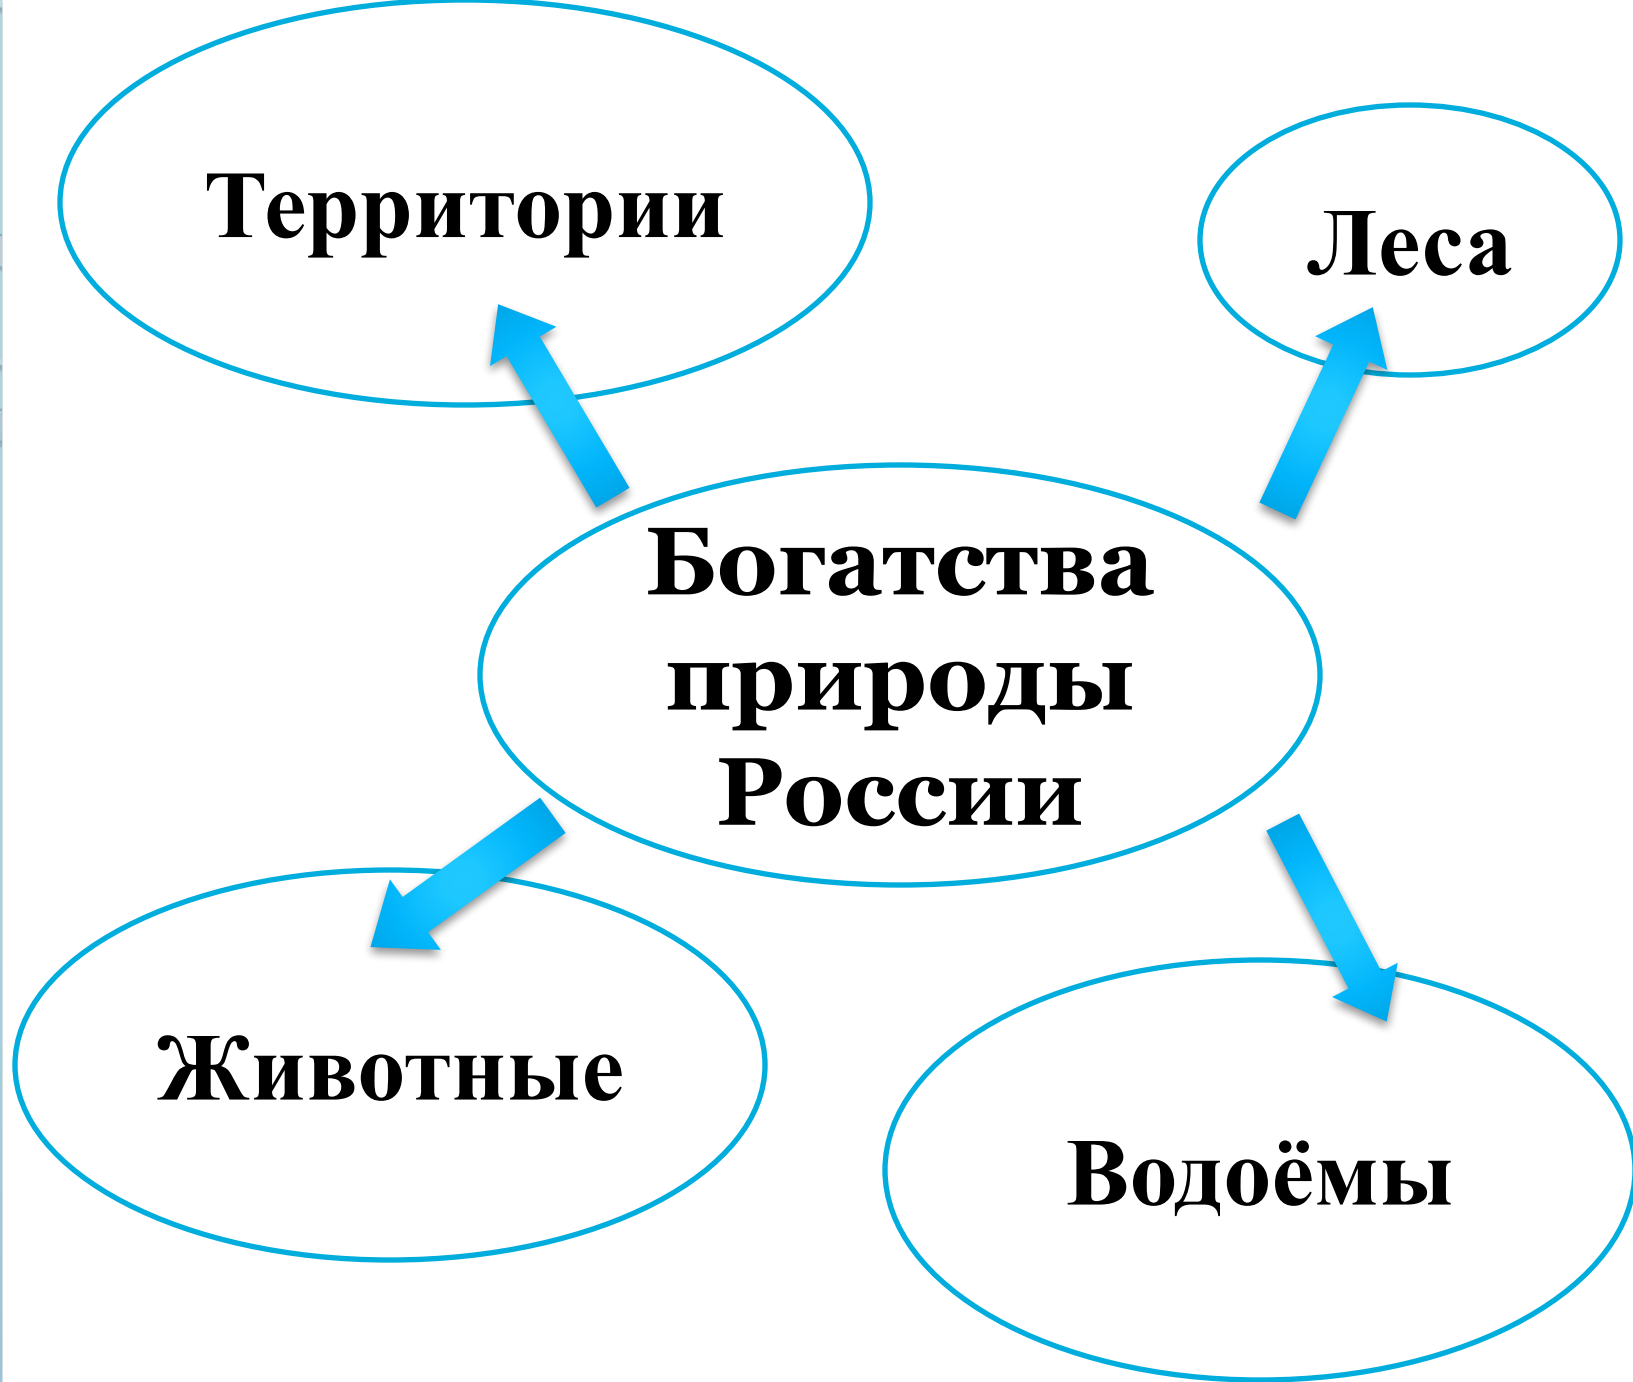 Территории
Леса
Богатства
природы
России
Животные
Водоёмы